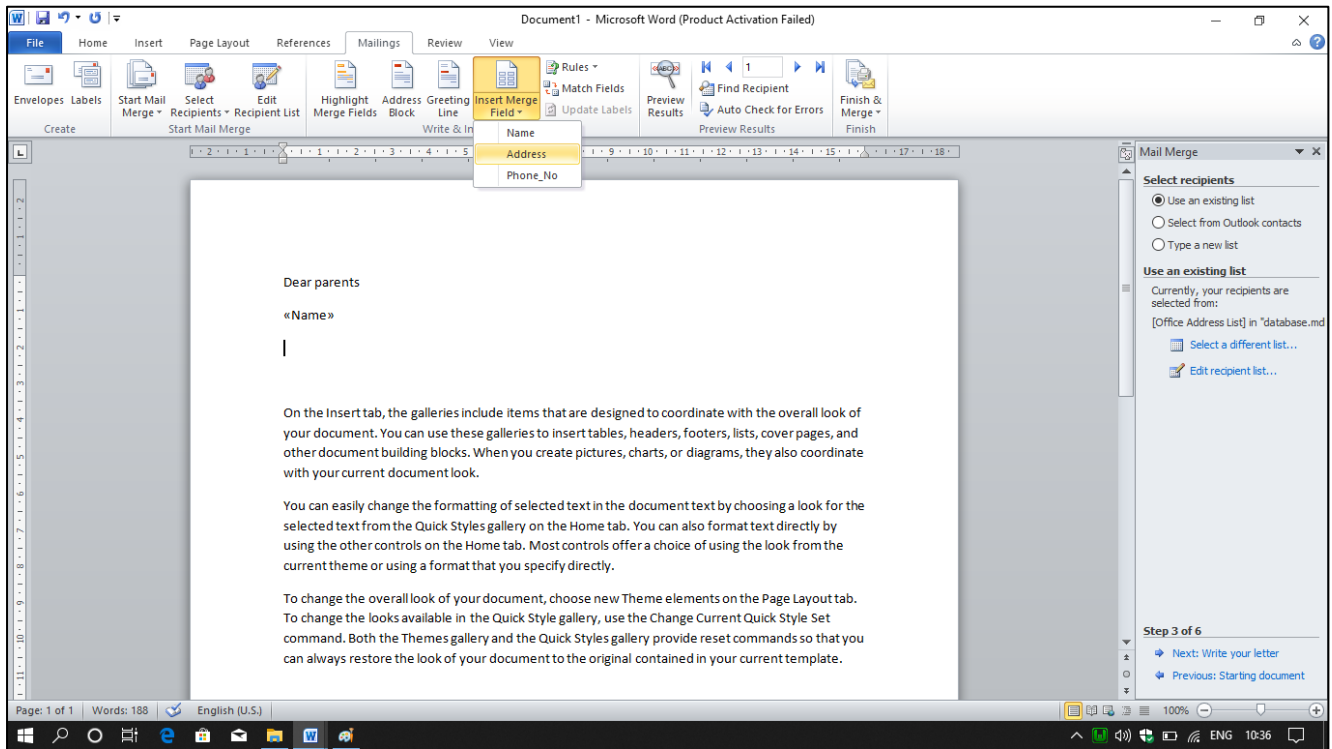 Document1 - Microsoft Word (Product Activation Failed)
File Home Insert Page Layout References Mailings Review View
Envelopes Labels Start Mail Merge Select Recipients Edit Recipient List Highlight Merge Fields Address Block Greeting Line Insert Merge Field Rules Match Fields Update Labels Preview Results 1 Find Recipient Auto Check for Errors Finish & Merge
Create Start Mail Merge Write & In Preview Results Finish
Name
Address
Phone_No
Dear parents
«Name»
On the Insert tab, the galleries include items that are designed to coordinate with the overall look of
your document. You can use these galleries to insert tables, headers, footers, lists, cover pages, and
other document building blocks. When you create pictures, charts, or diagrams, they also coordinate
with your current document look.
You can easily change the formatting of selected text in the document text by choosing a look for the
selected text from the Quick Styles gallery on the Home tab. You can also format text directly by
using the other controls on the Home tab. Most controls offer a choice of using the look from the
current theme or using a format that you specify directly.
To change the overall look of your document, choose new Theme elements on the Page Layout tab.
To change the looks available in the Quick Style gallery, use the Change Current Quick Style Set
command. Both the Themes gallery and the Quick Styles gallery provide reset commands so that you
can always restore the look of your document to the original contained in your current template.
Mail Merge
Select recipients
Use an existing list
Select from Outlook contacts
Type a new list
Use an existing list
Currently, your recipients are
selected from:
[Office Address List] in "database.md
Select a different list...
Edit recipient list...
Step 3 of 6
Next: Write your letter
Previous: Starting document
Page: 1 of 1 Words: 188 English (U.S.) 100%
ENG 10:36